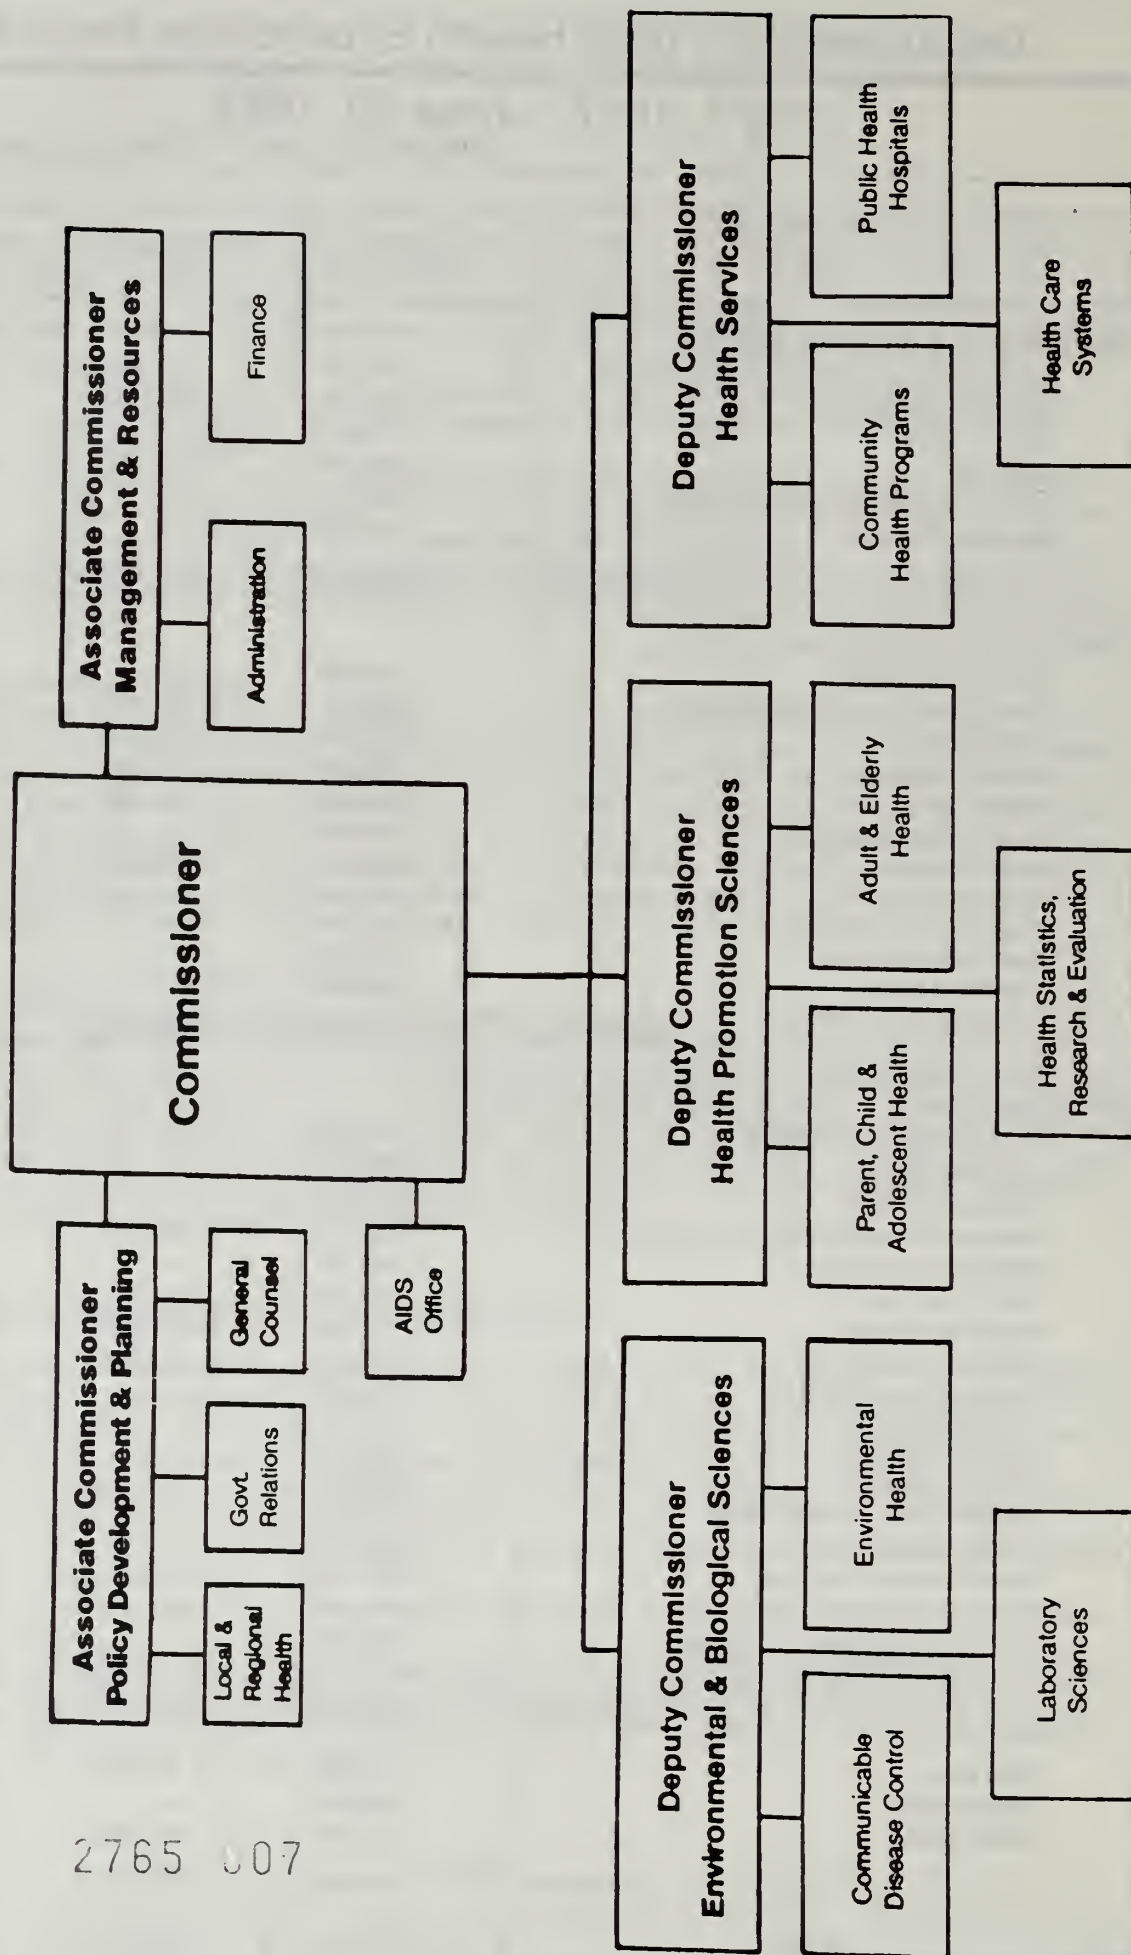 Commissioner
Associate Commissioner
Policy Development & Planning
Local &
Regional
Health
Govt.
Relations
General
Counsel
AIDS
Office
Associate Commissioner
Management & Resources
Administration
Finance
Deputy Commissioner
Environmental & Biological Sciences
Communicable
Disease Control
Environmental
Health
Laboratory
Sciences
Deputy Commissioner
Health Promotion Sciences
Parent, Child &
Adolescent Health
Adult & Elderly
Health
Health Statistics,
Research & Evaluation
Deputy Commissioner
Health Services
Community
Health Programs
Public Health
Hospitals
Health Care
Systems
2765 007